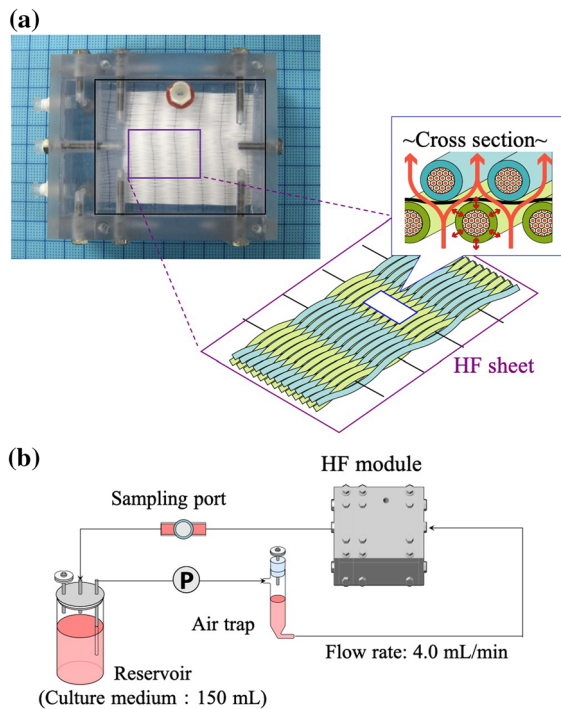 (a)
~Cross section~
HF sheet
(b)
HF module
Sampling port
P
Air trap
Flow rate: 4.0 mL/min
Reservoir
(Culture medium : 150 mL)